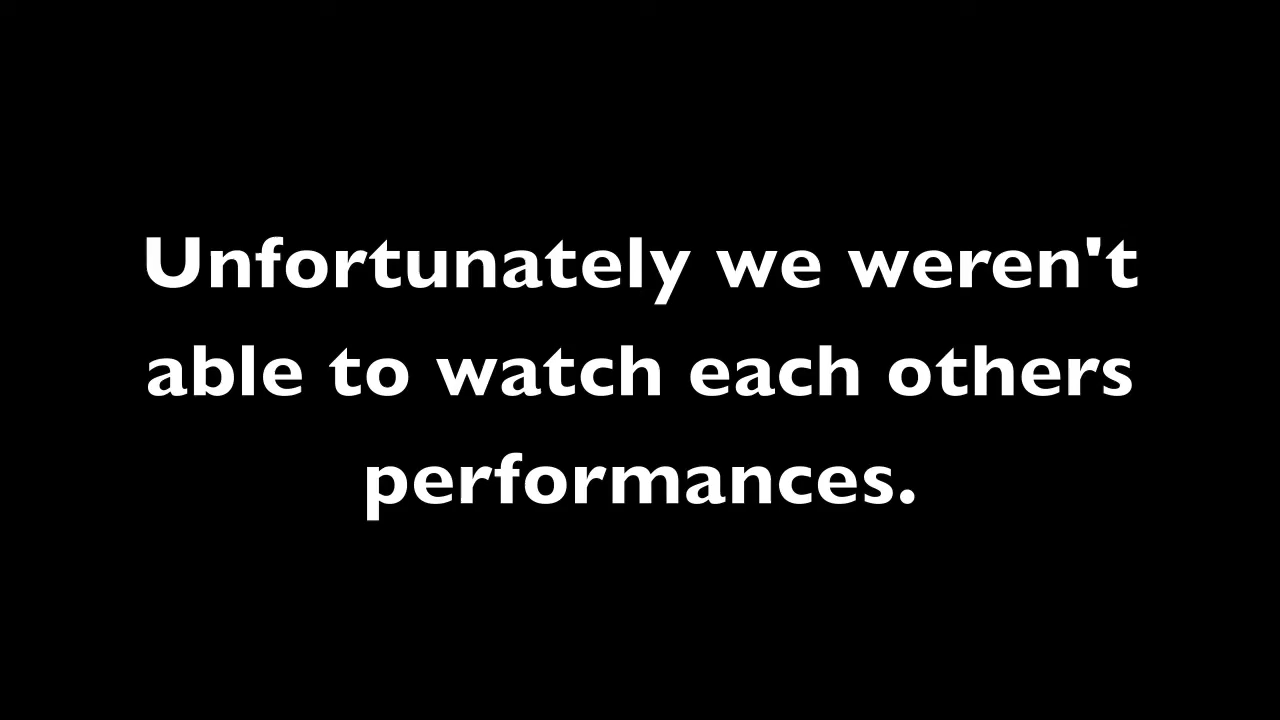 Unfortunately we weren't
able to watch each others
performances.